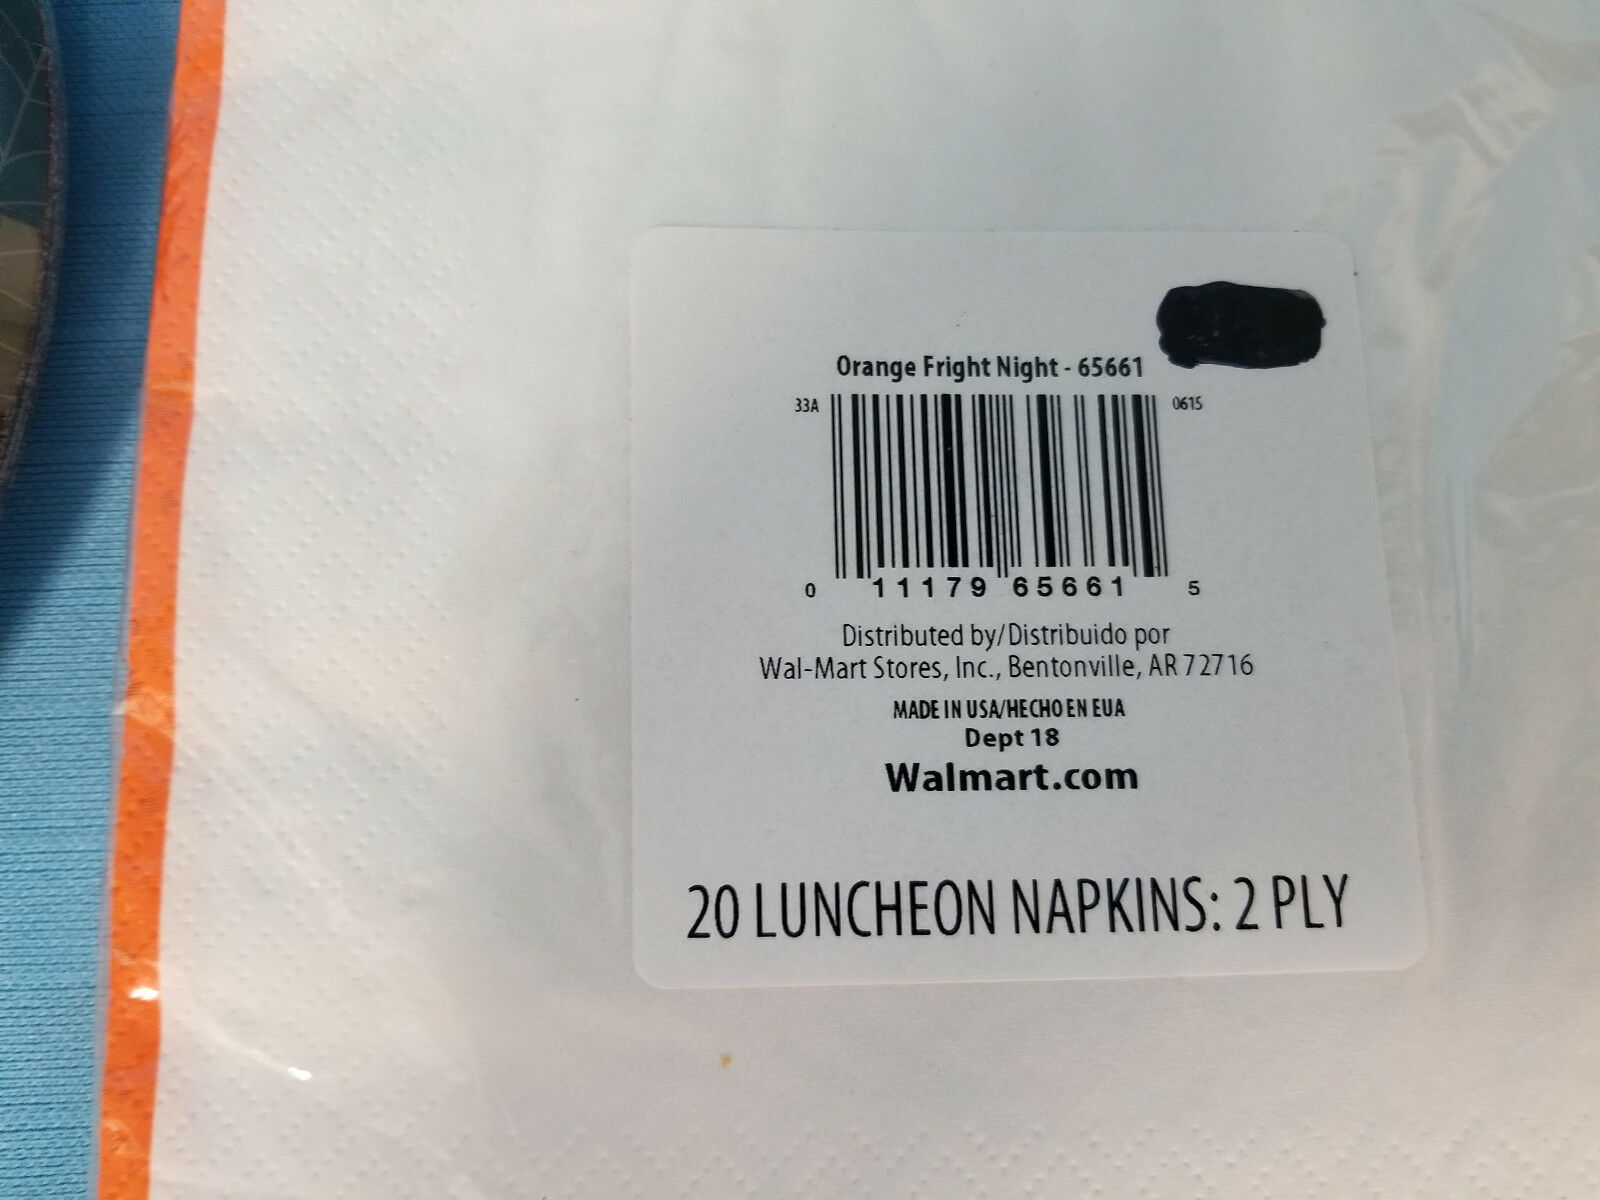 Orange Fright Night - 65661
33A
0615
0 11179 65661 5
Distributed by/Distribuido por
Wal-Mart Stores, Inc., Bentonville, AR 72716
MADE IN USA/HECHO EN EUA
Dept 18
Walmart.com
20 LUNCHEON NAPKINS: 2 PLY